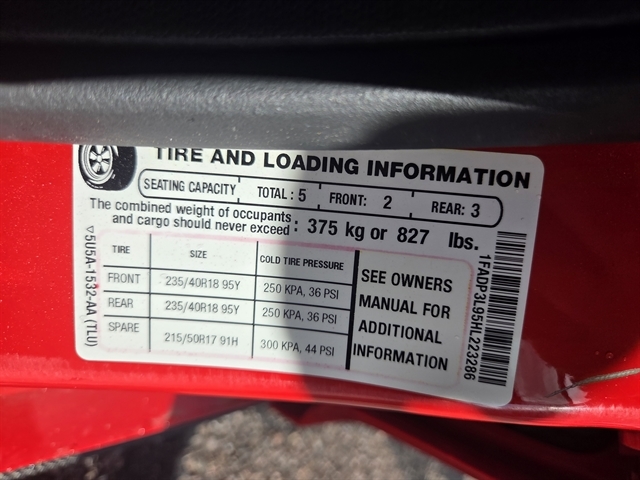 TIRE AND LOADING INFORMATION
SEATING CAPACITY TOTAL : 5 FRONT: 2 REAR: 3
The combined weight of occupants and cargo should never exceed : 375 kg or 827 lbs.
TIRE SIZE COLD TIRE PRESSURE
FRONT 235/40R18 95Y 250 KPA, 36 PSI
REAR 235/40R18 95Y 250 KPA, 36 PSI
SPARE 215/50R17 91H 300 KPA, 44 PSI
SEE OWNERS
MANUAL FOR
ADDITIONAL
INFORMATION
5U5A-1532-AA (TLU)
1FADP3L95HL223286